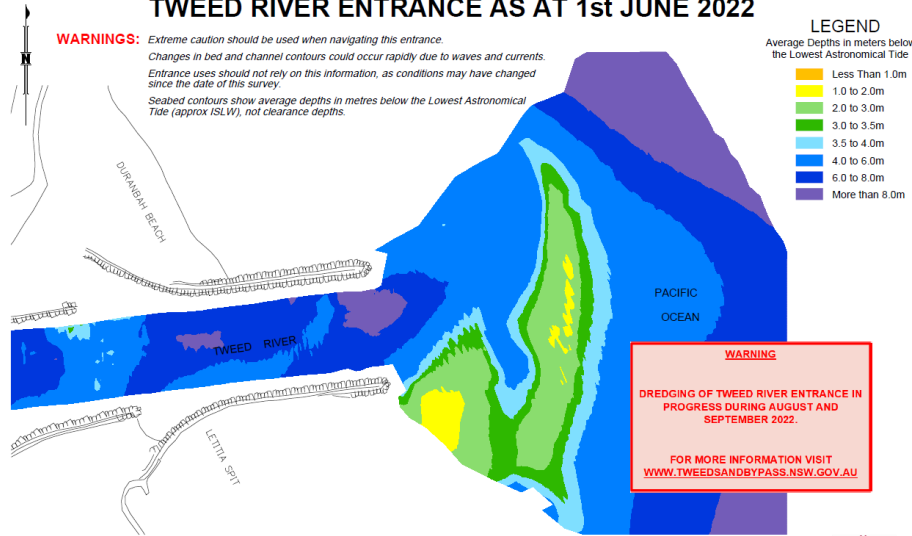 TWEED RIVER ENTRANCE AS AT 1st JUNE 2022
WARNINGS: Extreme caution should be used when navigating this entrance.
Changes in bed and channel contours could occur rapidly due to waves and currents.
Entrance uses should not rely on this information, as conditions may have changed
since the date of this survey.
Seabed contours show average depths in metres below the Lowest Astronomical
Tide (approx ISLW), not clearance depths.
N
LEGEND
Average Depths in meters below
the Lowest Astronomical Tide
Less Than 1.0m
1.0 to 2.0m
2.0 to 3.0m
3.0 to 3.5m
3.5 to 4.0m
4.0 to 6.0m
6.0 to 8.0m
More than 8.0m
DURANBAH BEACH
PACIFIC
OCEAN
TWEED RIVER
LETITIA SPIT
WARNING
DREDGING OF TWEED RIVER ENTRANCE IN
PROGRESS DURING AUGUST AND
SEPTEMBER 2022.
FOR MORE INFORMATION VISIT
WWW.TWEEDSANDBYPASS.NSW.GOV.AU